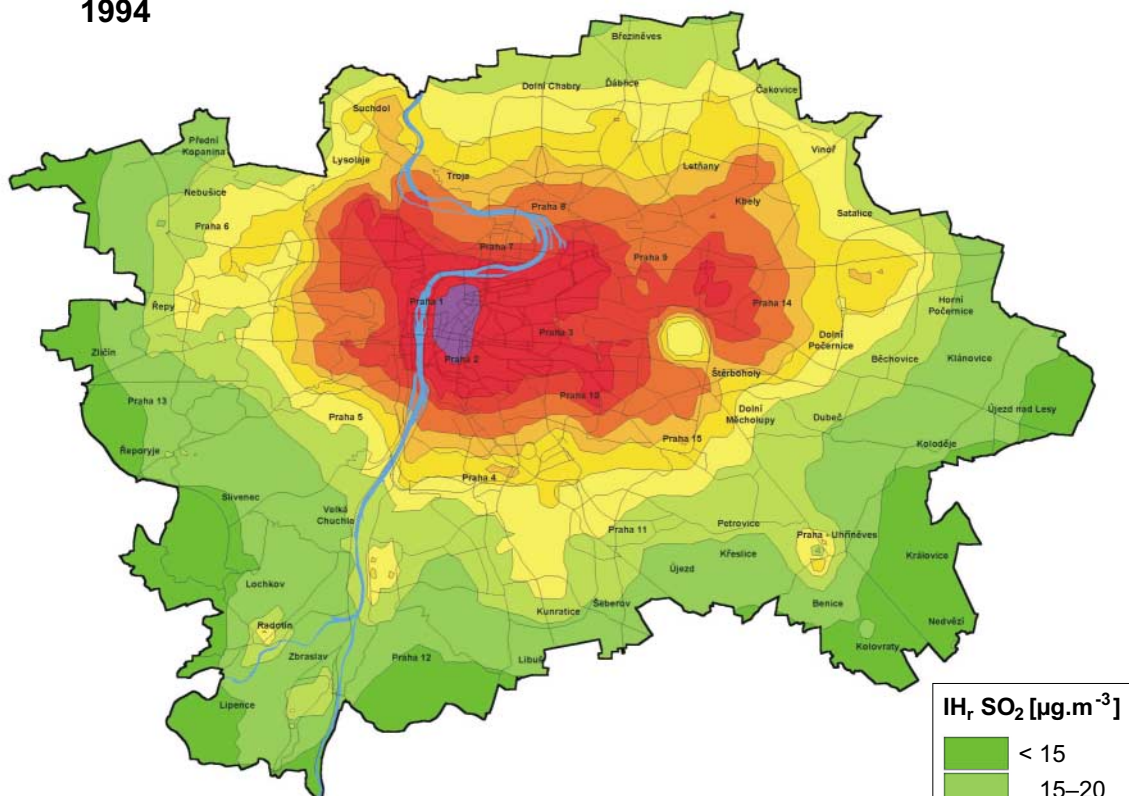 1994
Březiněves
Dolní Chabry
Ďáblice
Čakovice
Suchdol
Přední
Kopanina
Lysolaje
Troja
Letňany
Vinoř
Nebušice
Praha 6
Praha 8
Kbely
Satalice
Praha 7
Praha 9
Řepy
Praha 1
Praha 14
Horní
Počernice
Praha 3
Dolní
Počernice
Zličín
Praha 2
Běchovice
Klánovice
Štěrboholy
Praha 13
Praha 10
Praha 5
Dolní
Měcholupy
Dubeč
Újezd nad Lesy
Řeporyje
Praha 15
Koloděje
Praha 4
Slivenec
Velká
Chuchle
Praha 11
Petrovice
Praha - Uhříněves
Křeslice
Královice
Újezd
Lochkov
Kunratice
Šeberov
Benice
Radotín
Nedvězí
Zbraslav
Praha 12
Libuš
Kolovraty
Lipence
IHr SO2 [µg.m-3]
< 15
15–20